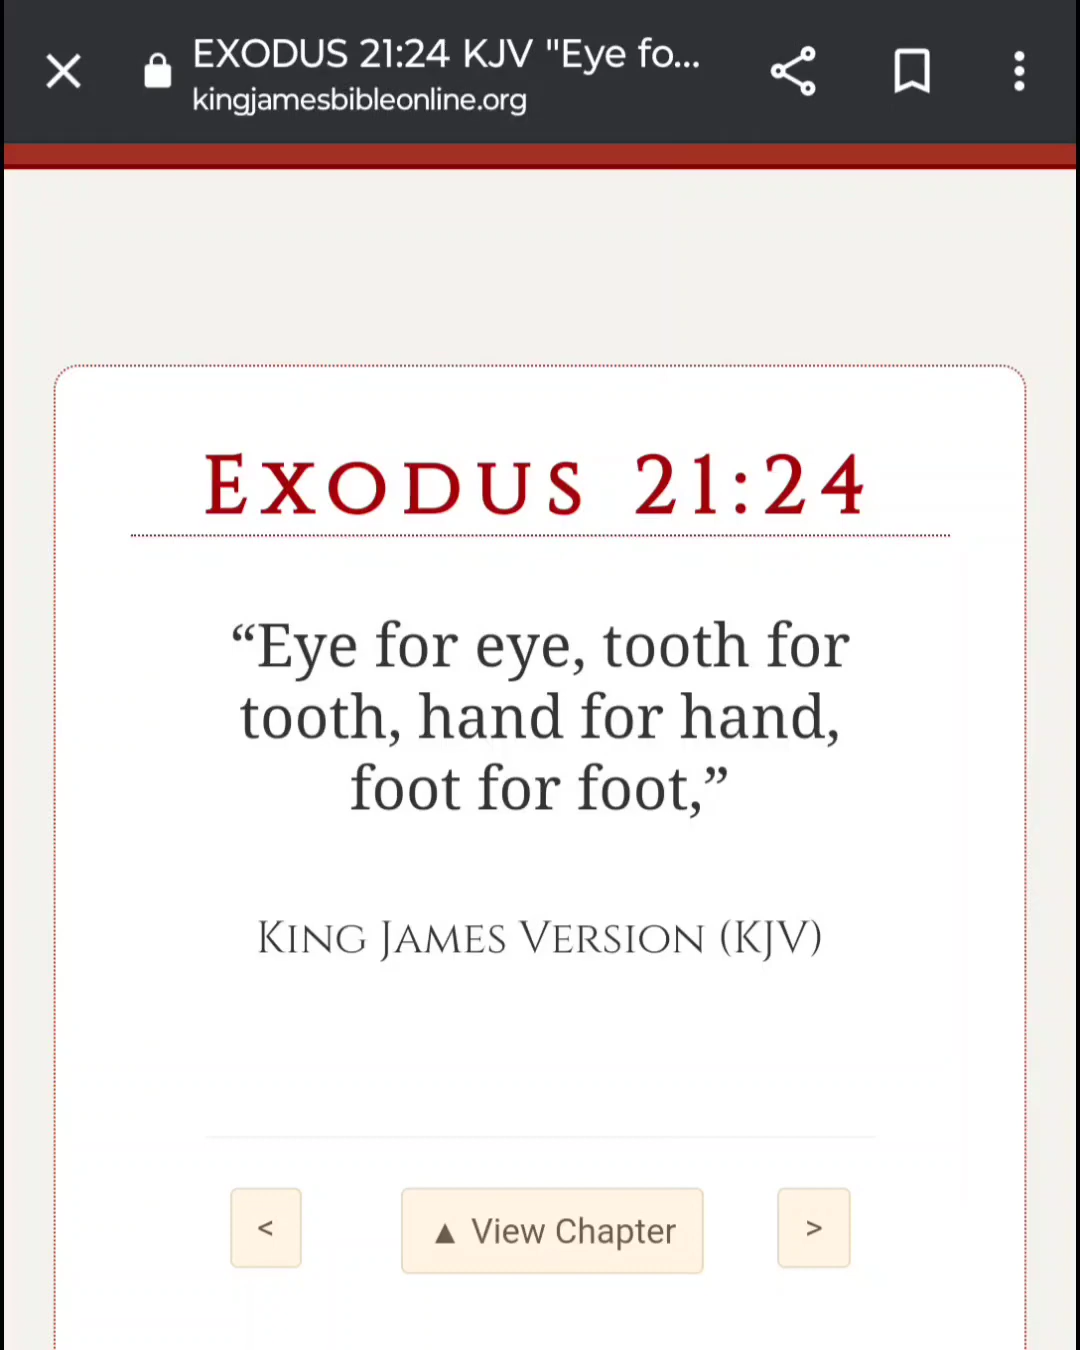 EXODUS 21:24 KJV "Eye fo...
kingjamesbibleonline.org
EXODUS 21:24
“Eye for eye, tooth for
tooth, hand for hand,
foot for foot,”
KING JAMES VERSION (KJV)
< ▲ View Chapter >